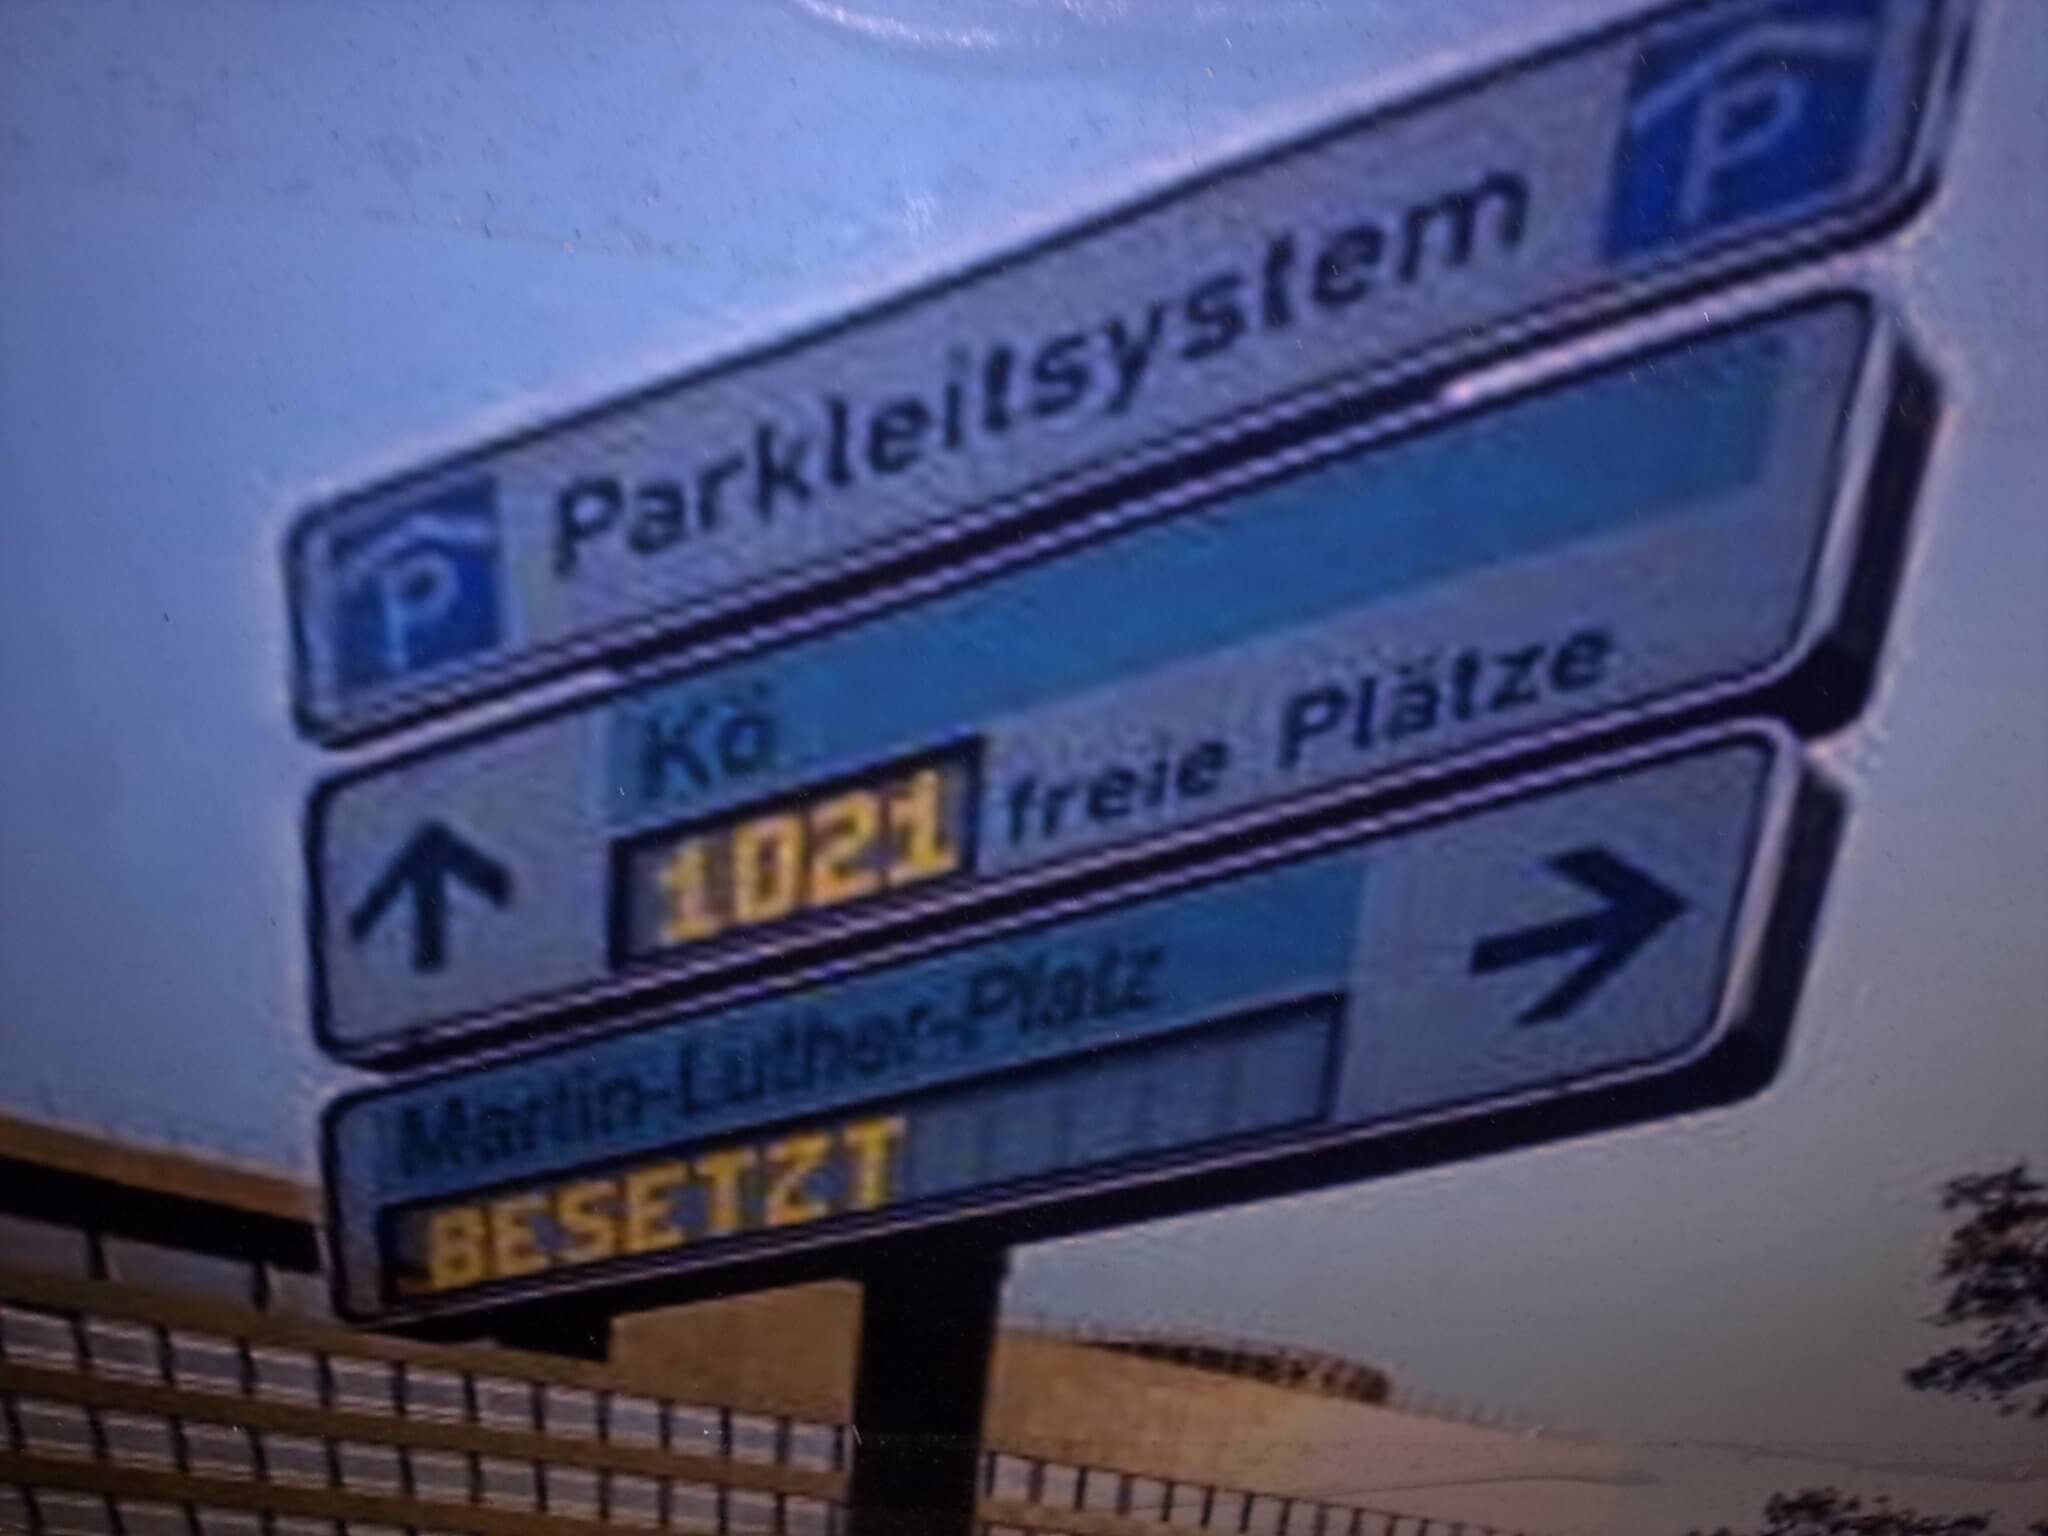 P Parkleitsystem P
Kö
1021 freie Plätze
Martin-Luther-Platz
BESETZT